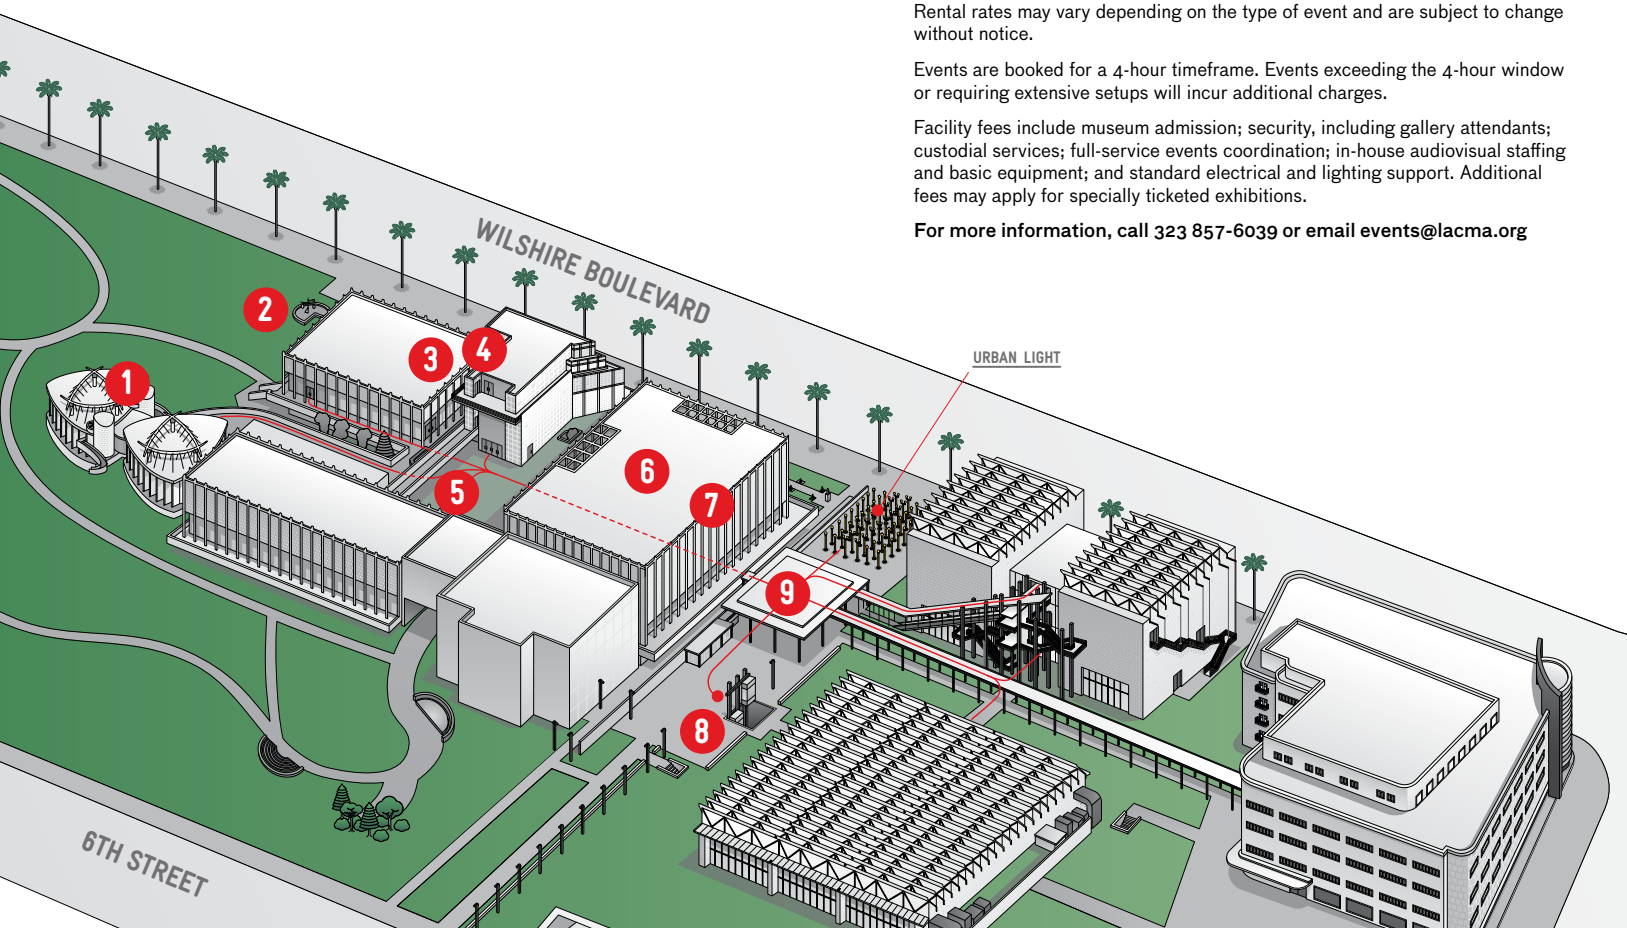 Rental rates may vary depending on the type of event and are subject to change
without notice.
Events are booked for a 4-hour timeframe. Events exceeding the 4-hour window
or requiring extensive setups will incur additional charges.
Facility fees include museum admission; security, including gallery attendants;
custodial services; full-service events coordination; in-house audiovisual staffing
and basic equipment; and standard electrical and lighting support. Additional
fees may apply for specially ticketed exhibitions.
For more information, call 323 857-6039 or email events@lacma.org
WILSHIRE BOULEVARD
2
3
4
1
URBAN LIGHT
6
5
7
9
8
6TH STREET